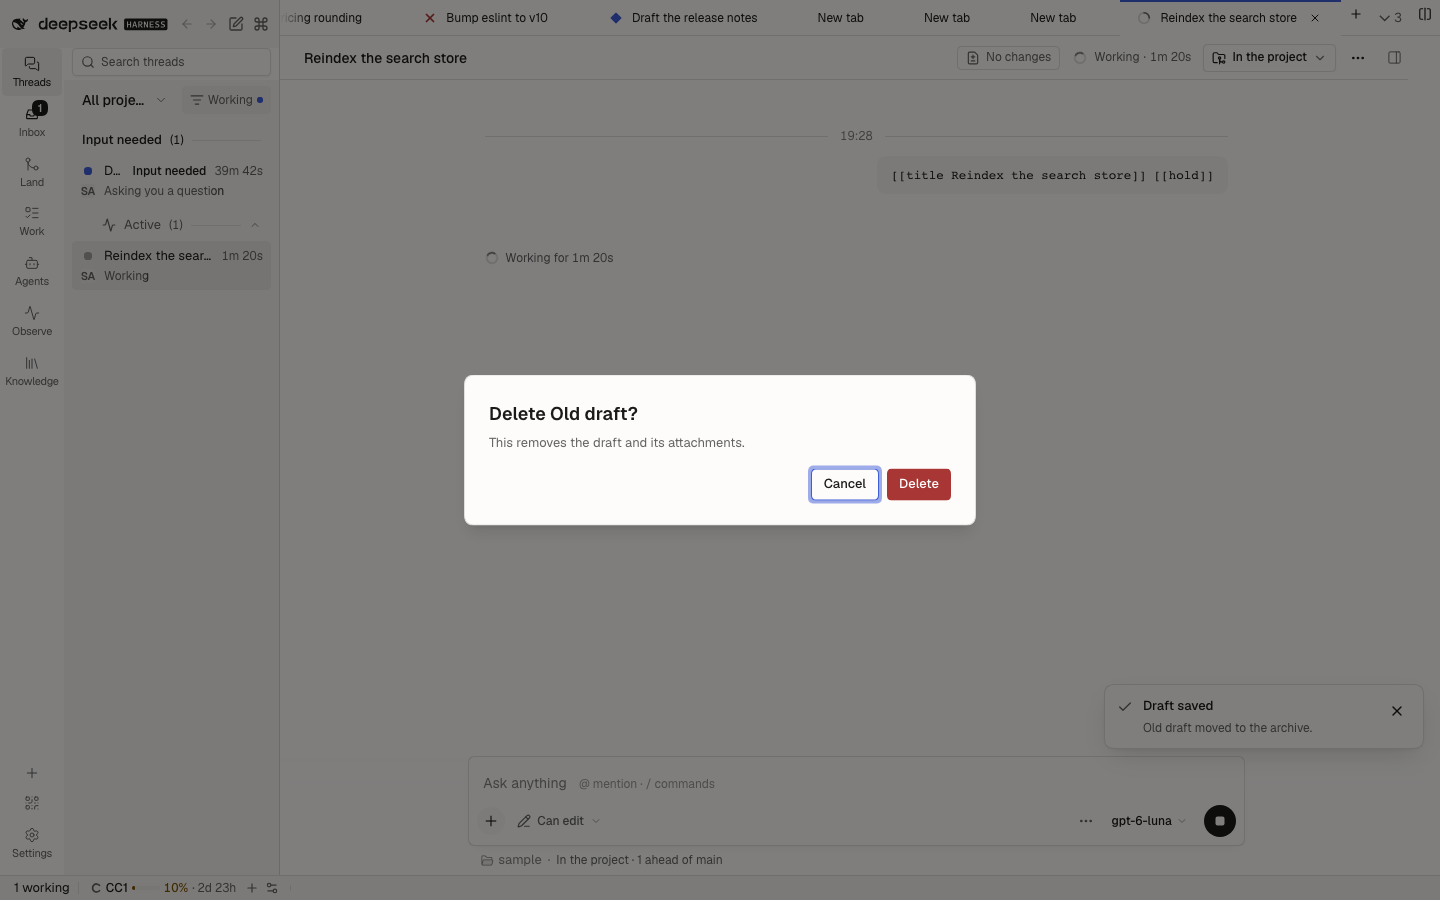 deepseek HARNESS
icing rounding
Bump eslint to v10
Draft the release notes
New tab
New tab
New tab
Reindex the search store
3
Threads
Inbox
1
Land
Work
Agents
Observe
Knowledge
Settings
Search threads
All proje...
Working
Input needed (1)
D... Input needed 39m 42s
SA Asking you a question
Active (1)
Reindex the sear... 1m 20s
SA Working
Reindex the search store
No changes
Working · 1m 20s
In the project
19:28
[[title Reindex the search store]] [[hold]]
Working for 1m 20s
Delete Old draft?
This removes the draft and its attachments.
Cancel
Delete
Draft saved
Old draft moved to the archive.
Ask anything @ mention · / commands
Can edit
gpt-6-luna
sample · In the project · 1 ahead of main
1 working
CC1 10% · 2d 23h